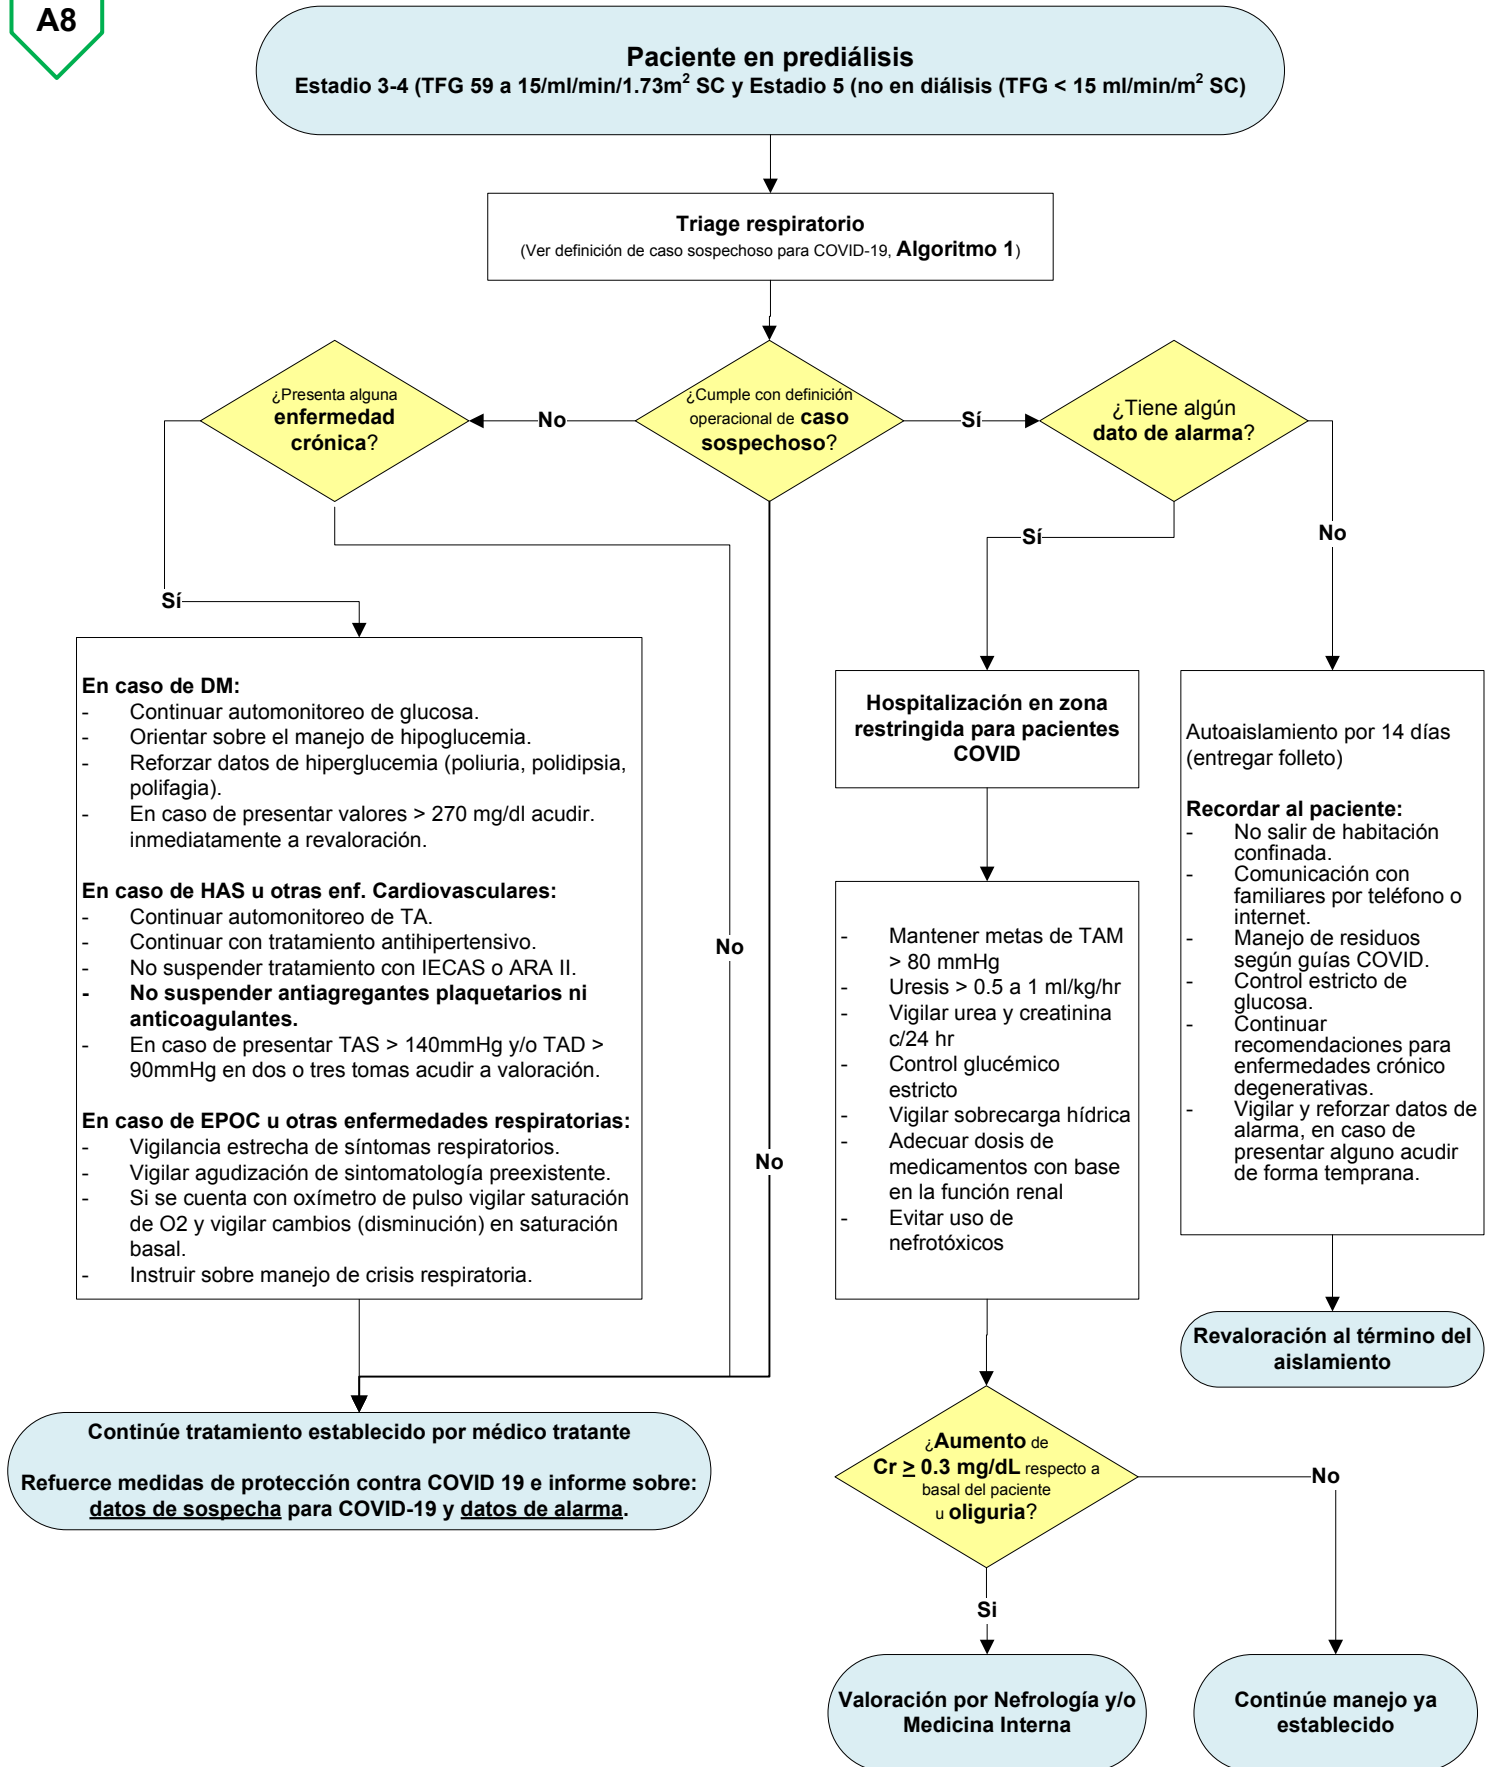 A8
Paciente en prediálisis
Estadio 3-4 (TFG 59 a 15/ml/min/1.73m² SC y Estadio 5 (no en diálisis (TFG < 15 ml/min/m² SC)
Triage respiratorio
(Ver definición de caso sospechoso para COVID-19, Algoritmo 1)
¿Presenta alguna
enfermedad
crónica?
No
¿Cumple con definición
operacional de caso
sospechoso?
Sí
¿Tiene algún
dato de alarma?
Sí
No
Sí
En caso de DM:
- Continuar automonitoreo de glucosa.
- Orientar sobre el manejo de hipoglucemia.
- Reforzar datos de hiperglucemia (poliuria, polidipsia,
polifagia).
- En caso de presentar valores > 270 mg/dl acudir.
inmediatamente a revaloración.
En caso de HAS u otras enf. Cardiovasculares:
- Continuar automonitoreo de TA.
- Continuar con tratamiento antihipertensivo.
- No suspender tratamiento con IECAS o ARA II.
- No suspender antiagregantes plaquetarios ni
anticoagulantes.
- En caso de presentar TAS > 140mmHg y/o TAD >
90mmHg en dos o tres tomas acudir a valoración.
En caso de EPOC u otras enfermedades respiratorias:
- Vigilancia estrecha de síntomas respiratorios.
- Vigilar agudización de sintomatología preexistente.
- Si se cuenta con oxímetro de pulso vigilar saturación
de O2 y vigilar cambios (disminución) en saturación
basal.
- Instruir sobre manejo de crisis respiratoria.
No
No
Hospitalización en zona
restringida para pacientes
COVID
- Mantener metas de TAM
> 80 mmHg
- Uresis > 0.5 a 1 ml/kg/hr
- Vigilar urea y creatinina
c/24 hr
- Control glucémico
estricto
- Vigilar sobrecarga hídrica
- Adecuar dosis de
medicamentos con base
en la función renal
- Evitar uso de
nefrotóxicos
Autoaislamiento por 14 días
(entregar folleto)
Recordar al paciente:
- No salir de habitación
confinada.
- Comunicación con
familiares por teléfono o
internet.
- Manejo de residuos
según guías COVID.
- Control estricto de
glucosa.
- Continuar
recomendaciones para
enfermedades crónico
degenerativas.
- Vigilar y reforzar datos de
alarma, en caso de
presentar alguno acudir
de forma temprana.
Revaloración al término del
aislamiento
Continúe tratamiento establecido por médico tratante
Refuerce medidas de protección contra COVID 19 e informe sobre:
datos de sospecha para COVID-19 y datos de alarma.
¿Aumento de
Cr ≥ 0.3 mg/dL respecto a
basal del paciente
u oliguria?
No
Si
Valoración por Nefrología y/o
Medicina Interna
Continúe manejo ya
establecido